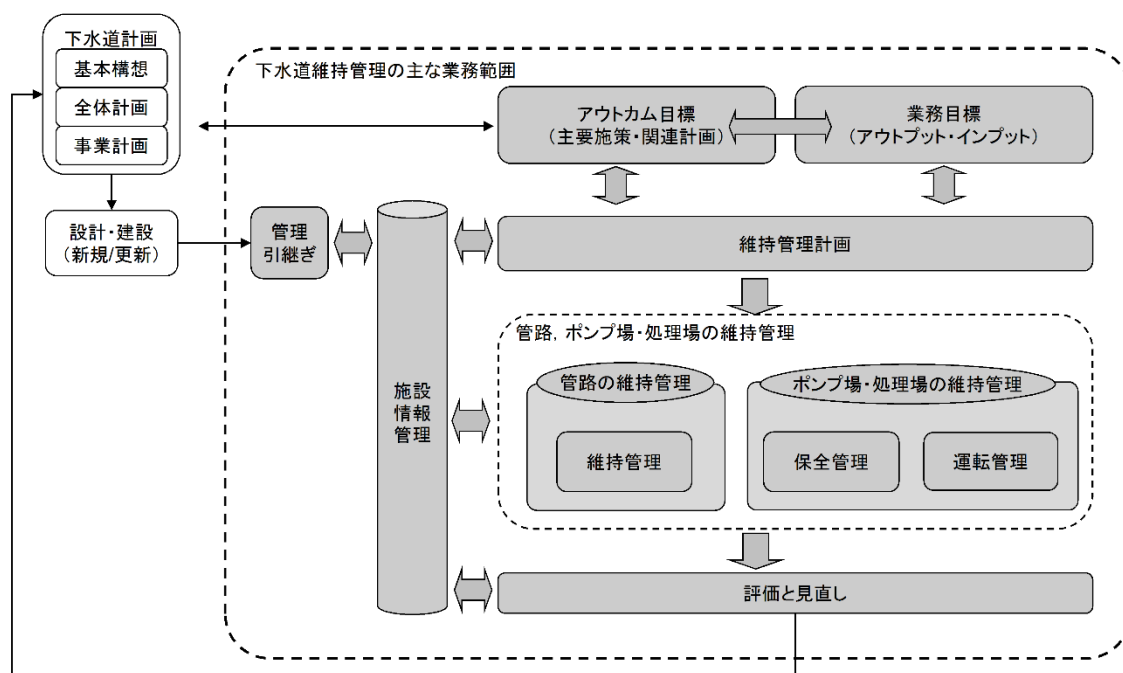 下水道計画
基本構想
全体計画
事業計画
設計・建設
(新規/更新)
下水道維持管理の主な業務範囲
アウトカム目標
(主要施策・関連計画)
業務目標
(アウトプット・インプット)
管理
引継ぎ
維持管理計画
施設
情報
管理
管路，ポンプ場・処理場の維持管理
管路の維持管理
維持管理
ポンプ場・処理場の維持管理
保全管理
運転管理
評価と見直し